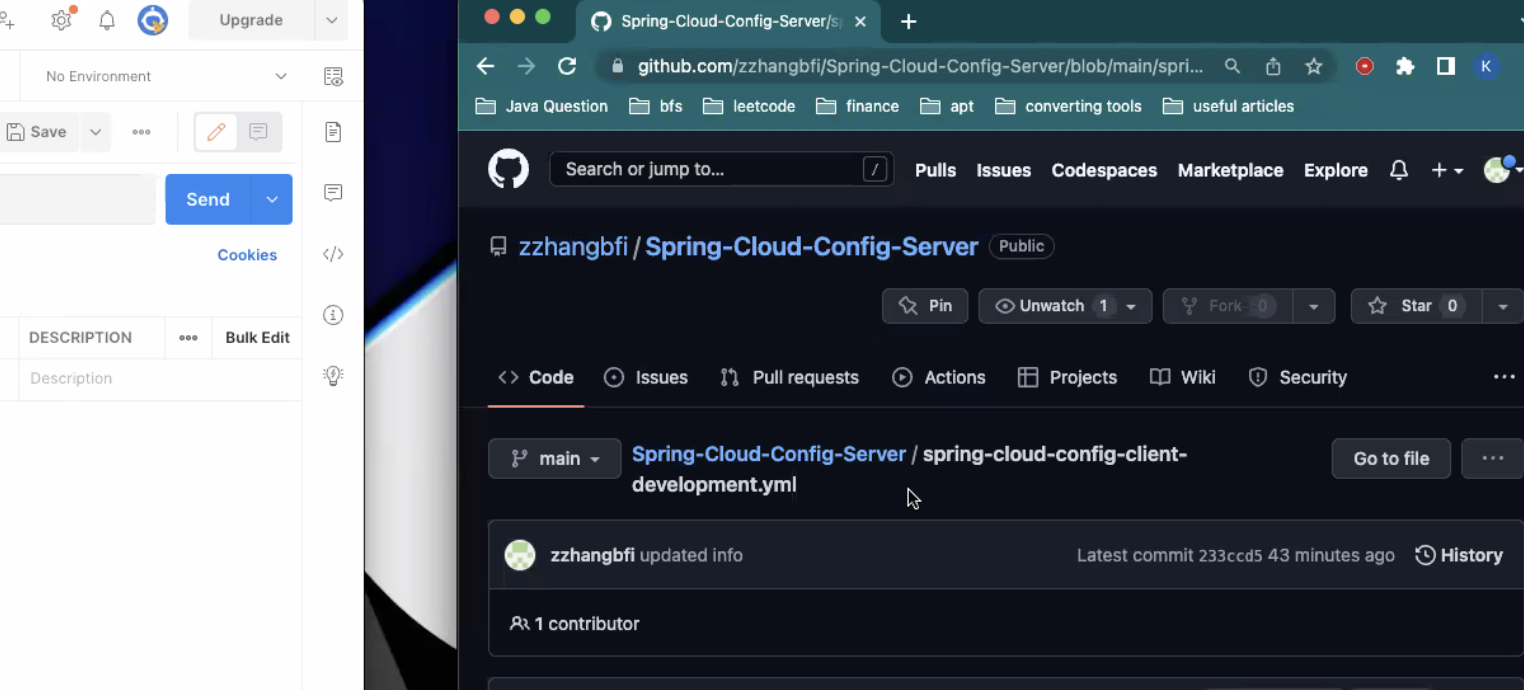 Upgrade
No Environment
Save
Send
Cookies
DESCRIPTION
Bulk Edit
Description
Spring-Cloud-Config-Server/s
github.com/zzhangbfi/Spring-Cloud-Config-Server/blob/main/spri...
K
Java Question bfs leetcode finance apt converting tools useful articles
Search or jump to... / Pulls Issues Codespaces Marketplace Explore
zzhangbfi / Spring-Cloud-Config-Server Public
Pin Unwatch 1 Fork 0 Star 0
Code Issues Pull requests Actions Projects Wiki Security
main Spring-Cloud-Config-Server / spring-cloud-config-client-
development.yml
Go to file
zzhangbfi updated info Latest commit 233ccd5 43 minutes ago History
1 contributor